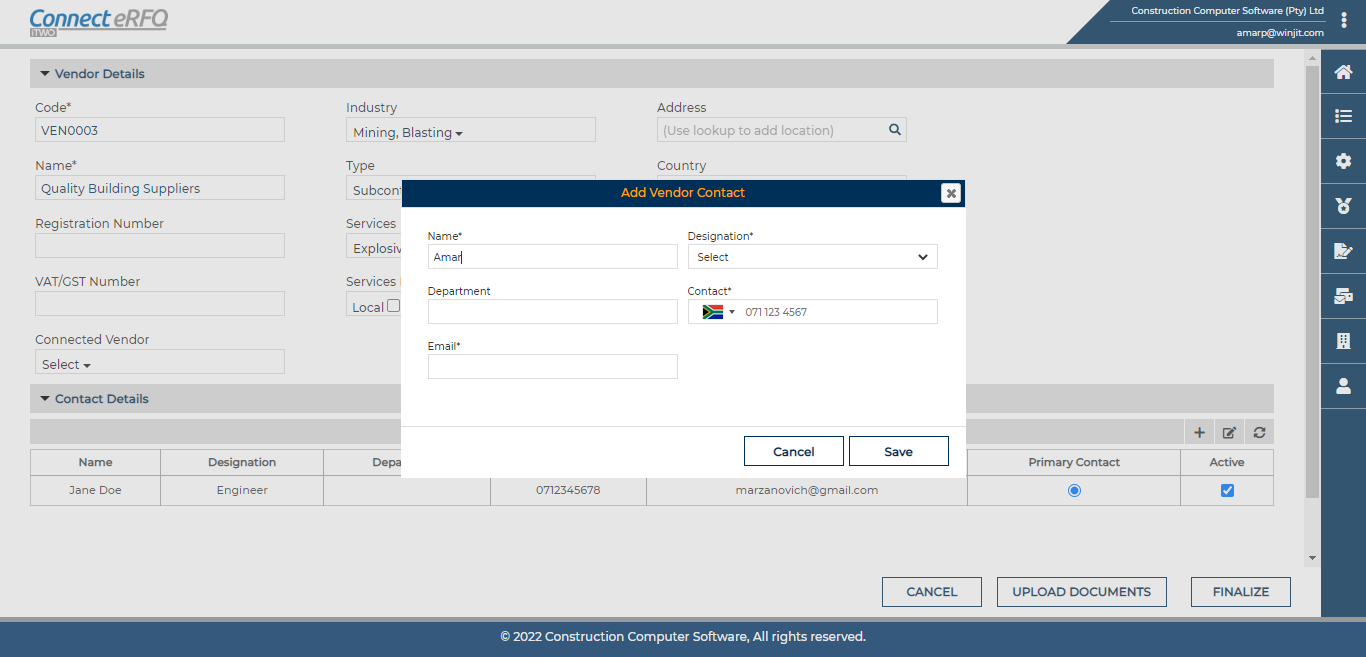 Connect eRFQ
iTWO
Construction Computer Software (Pty) Ltd
amarp@winjit.com
Vendor Details
Code*
Industry
Address
VEN0003
Mining, Blasting
(Use lookup to add location)
Name*
Type
Country
Quality Building Suppliers
Subcont
Registration Number
Services
Explosiv
VAT/GST Number
Services
Local
Connected Vendor
Select
Add Vendor Contact
Name*
Designation*
Amar
Select
Department
Contact*
071 123 4567
Email*
Cancel
Save
Contact Details
Name
Designation
Depa
Primary Contact
Active
Jane Doe
Engineer
0712345678
marzanovich@gmail.com
CANCEL
UPLOAD DOCUMENTS
FINALIZE
© 2022 Construction Computer Software, All rights reserved.